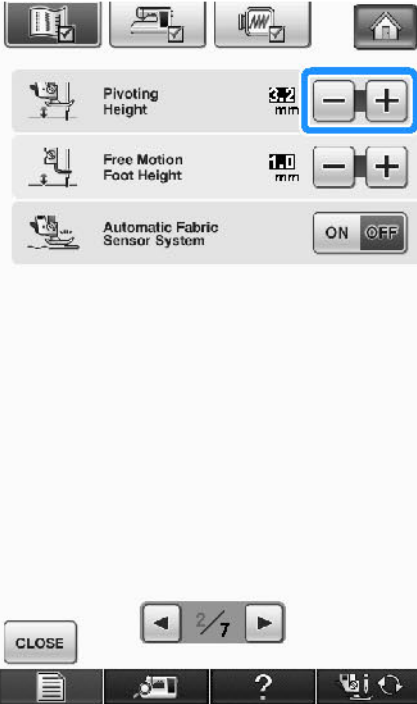 Pivoting
Height
3.2
mm
Free Motion
Foot Height
1.0
mm
Automatic Fabric
Sensor System
ON OFF
CLOSE
2/7
?